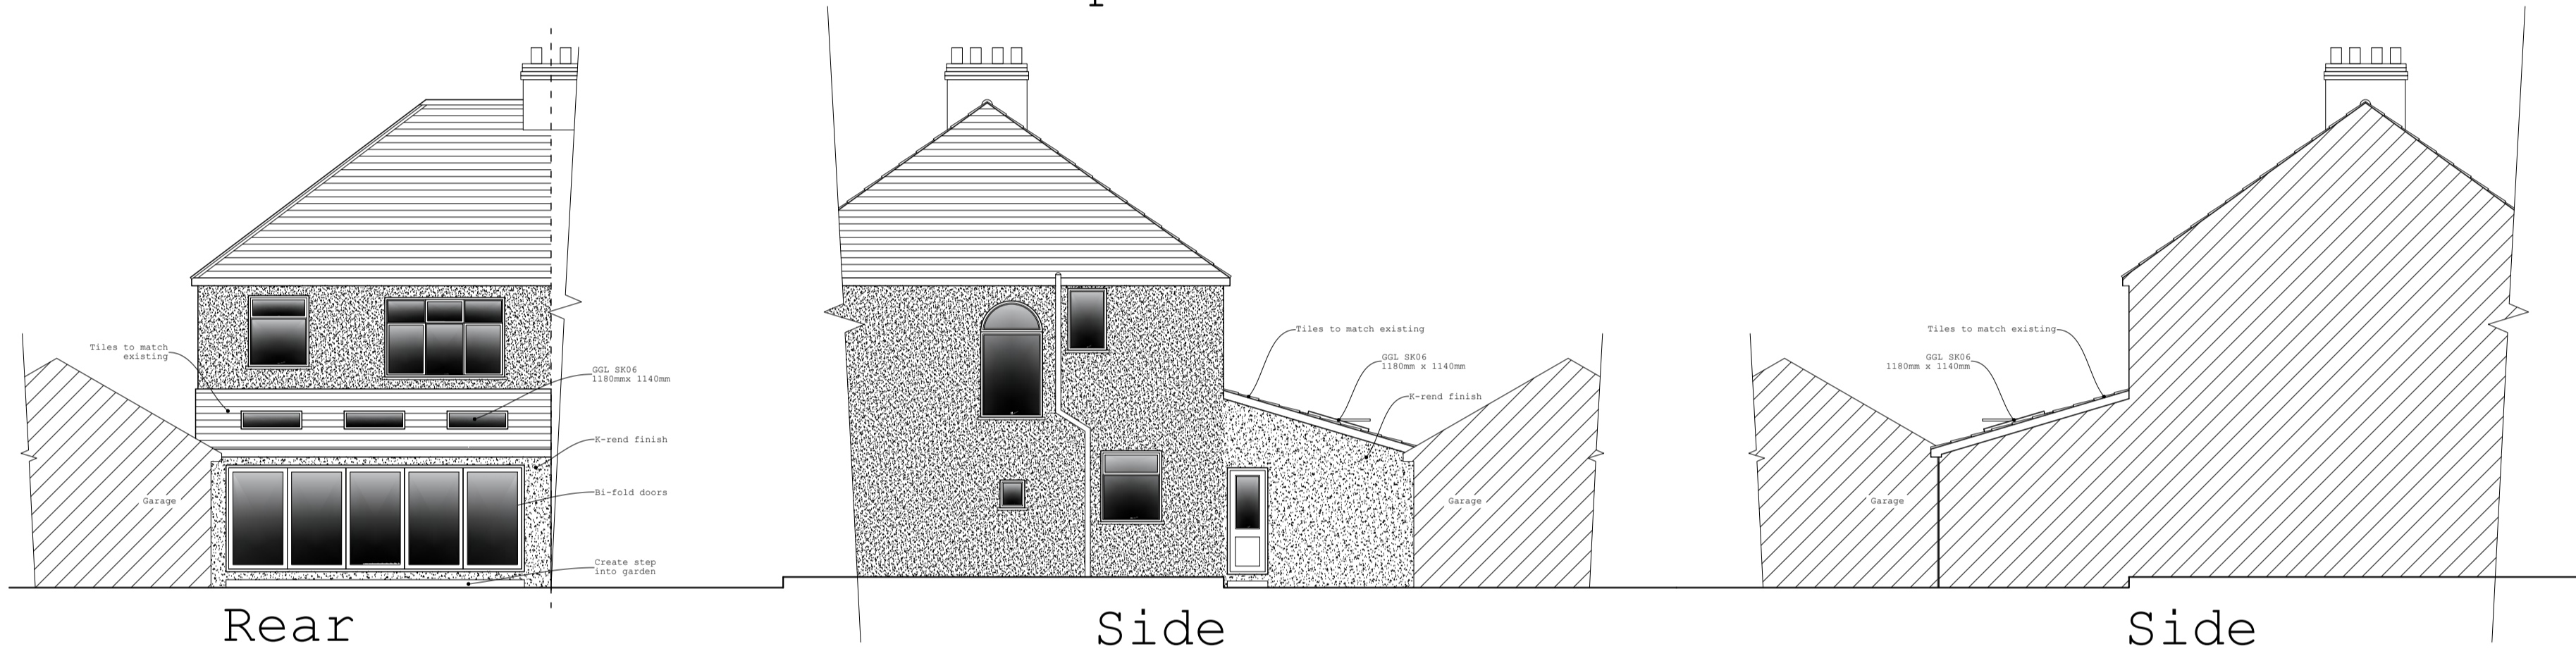 Tiles to match
existing
GGL SK06
1180mmx 1140mm
K-rend finish
Garage
Bi-fold doors
Create step
into garden
Rear
Tiles to match existing
GGL SK06
1180mm x 1140mm
K-rend finish
Garage
Side
Tiles to match existing
GGL SK06
1180mm x 1140mm
Garage
Side